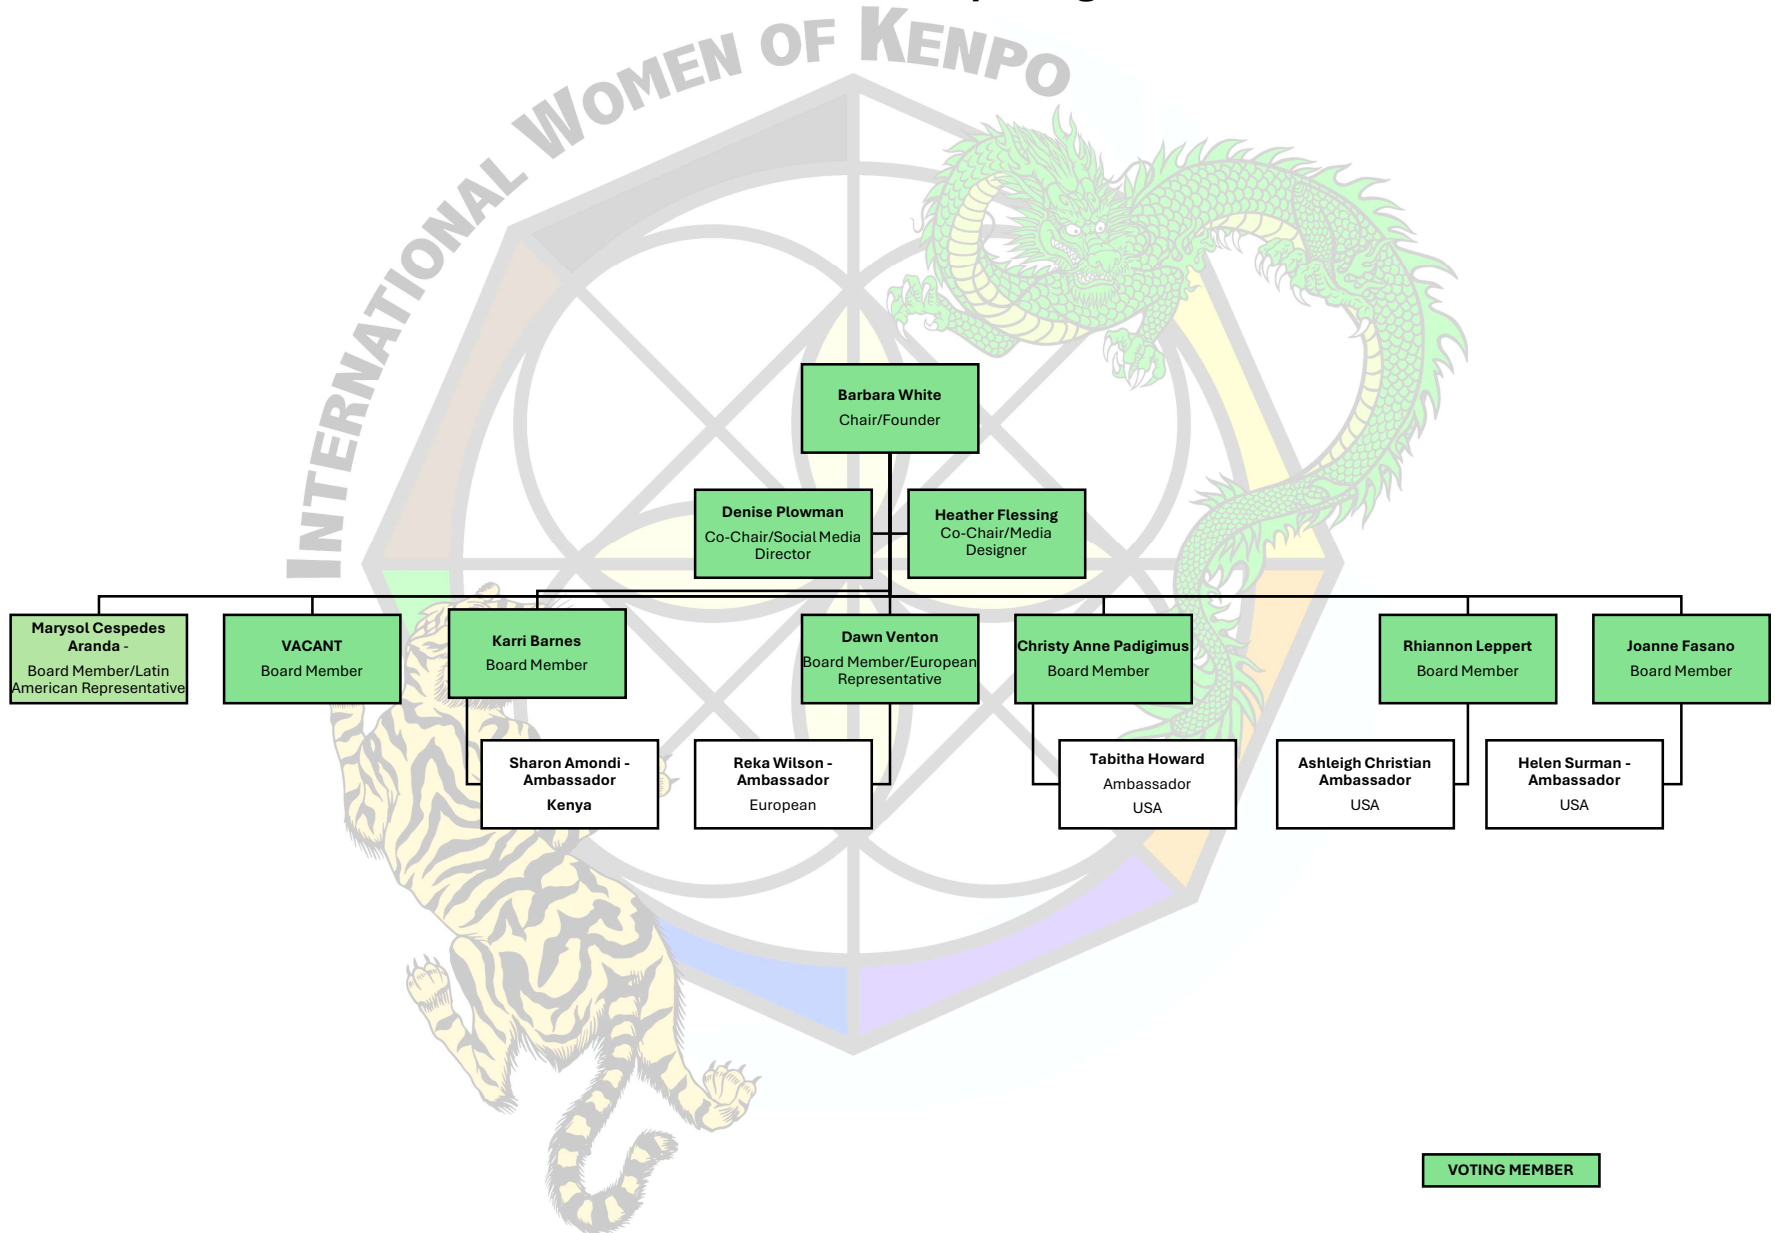 INTERNATIONAL WOMEN OF KENPO
Barbara White
Chair/Founder
Denise Plowman
Co-Chair/Social Media
Director
Heather Flessing
Co-Chair/Media
Designer
Marysol Cespedes
Aranda -
Board Member/Latin
American Representative
VACANT
Board Member
Karri Barnes
Board Member
Dawn Venton
Board Member/European
Representative
Christy Anne Padigimus
Board Member
Rhiannon Leppert
Board Member
Joanne Fasano
Board Member
Sharon Amondi -
Ambassador
Kenya
Reka Wilson -
Ambassador
European
Tabitha Howard
Ambassador
USA
Ashleigh Christian
Ambassador
USA
Helen Surman -
Ambassador
USA
VOTING MEMBER